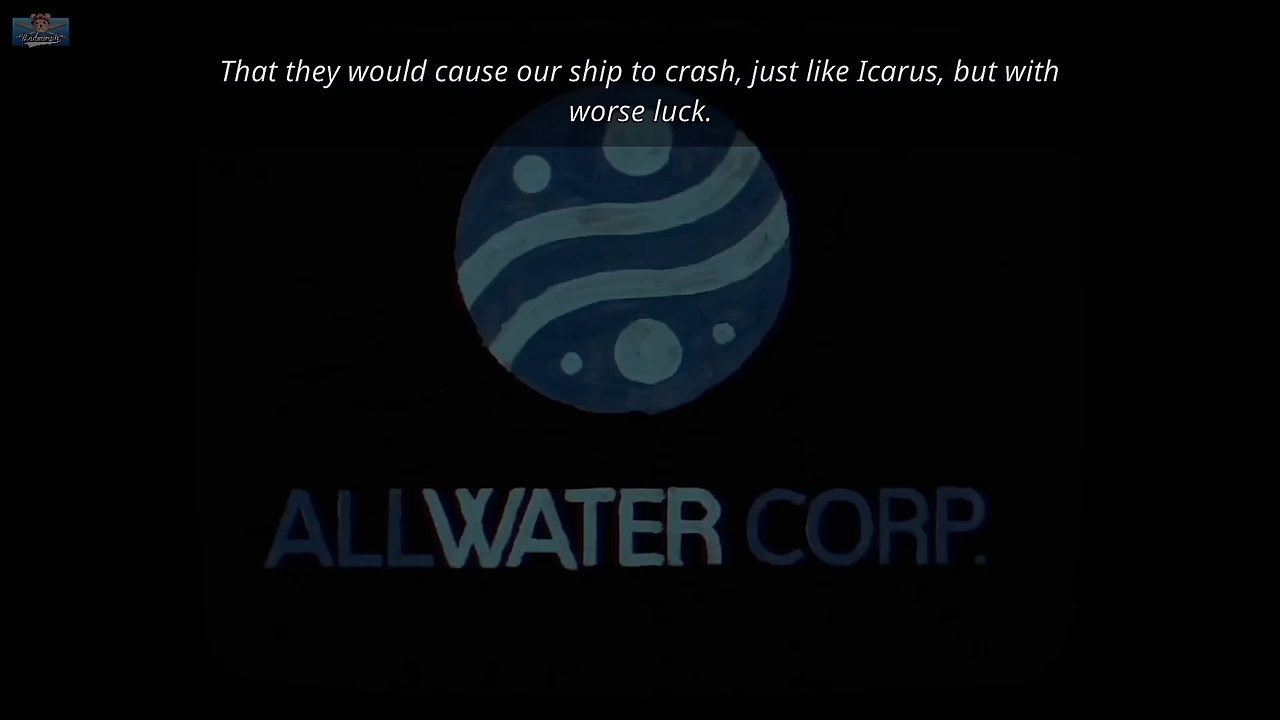 That they would cause our ship to crash, just like Icarus, but with
worse luck.
ALLWATER CORP.